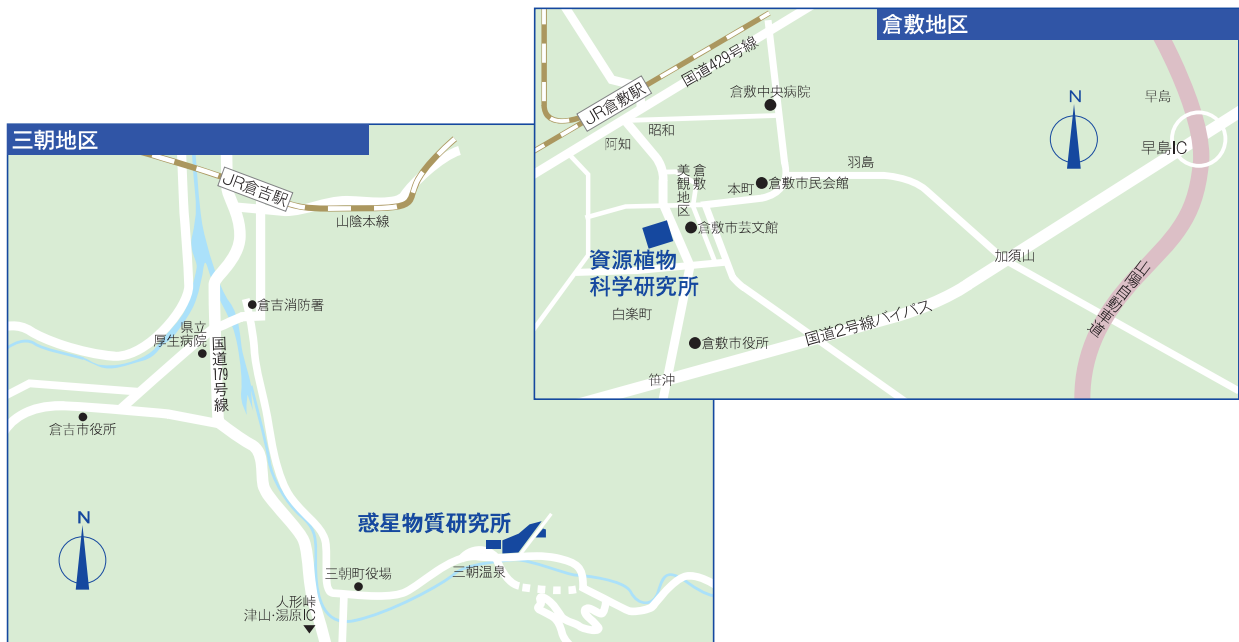 倉敷地区
国道429号線
JR倉敷駅
倉敷中央病院
N
早島
早島IC
昭和
阿知
倉敷
美観地区
本町
倉敷市民会館
羽島
倉敷市芸文館
資源植物
科学研究所
加須山
山陽自動車道
白楽町
国道2号線バイパス
倉敷市役所
笹沖
三朝地区
JR倉吉駅
山陰本線
倉吉消防署
県立
厚生病院
国道179号線
倉吉市役所
N
惑星物質研究所
三朝町役場
三朝温泉
人形峠
津山・湯原IC